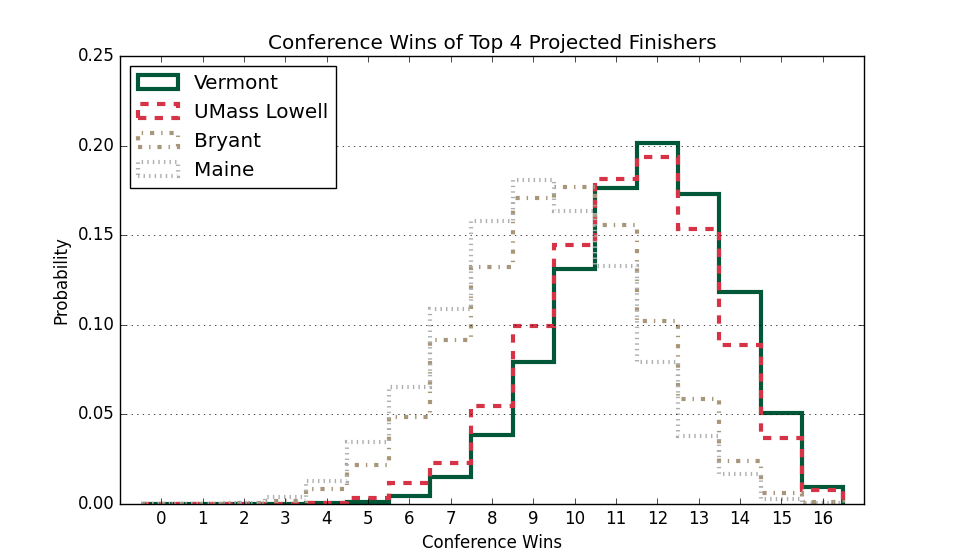 Conference Wins of Top 4 Projected Finishers
Vermont
UMass Lowell
Bryant
Maine
Probability
0.25
0.20
0.15
0.10
0.05
0.00
0 1 2 3 4 5 6 7 8 9 10 11 12 13 14 15 16
Conference Wins